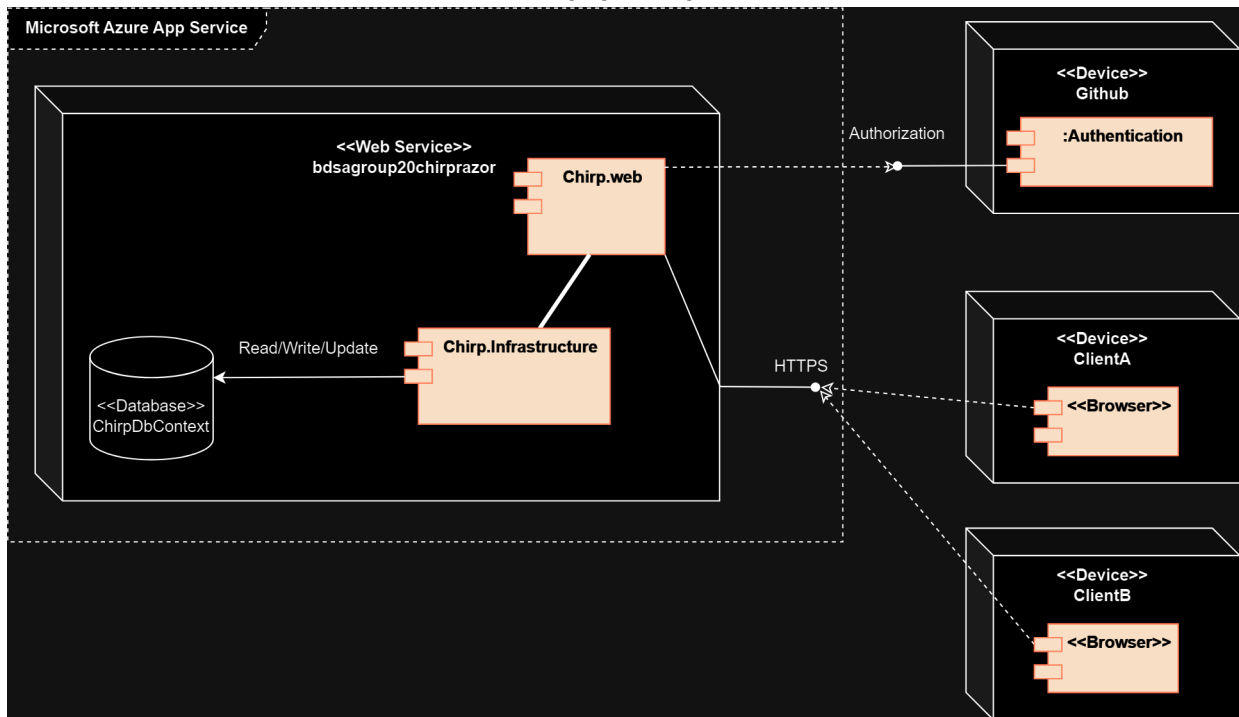 Microsoft Azure App Service
<<Web Service>>
bdsagroup20chirprazor
Chirp.web
Chirp.Infrastructure
Read/Write/Update
<<Database>>
ChirpDbContext
Authorization
HTTPS
<<Device>>
Github
:Authentication
<<Device>>
ClientA
<<Browser>>
<<Device>>
ClientB
<<Browser>>